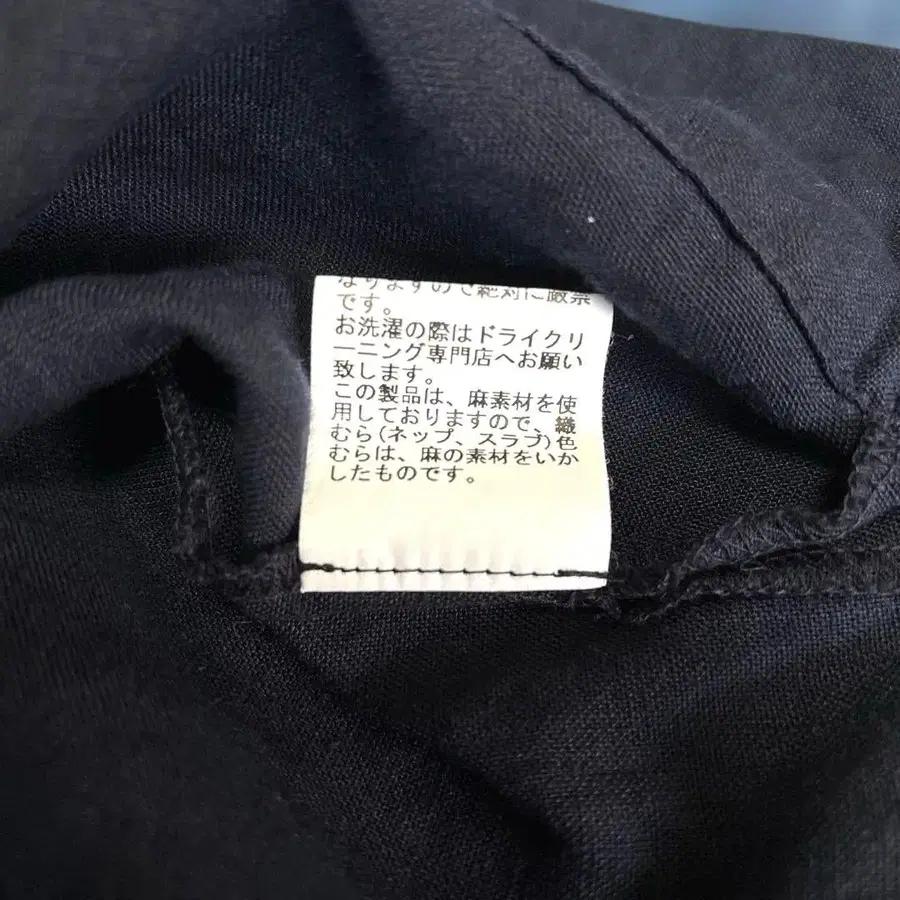 なりますので絶対に厳禁
です。
お洗濯の際はドライクリ
ーニング専門店へお願い
致します。
この製品は、麻素材を使
用しておりますので、織
むら(ネップ、スラブ)色
むらは、麻の素材をいか
したものです。